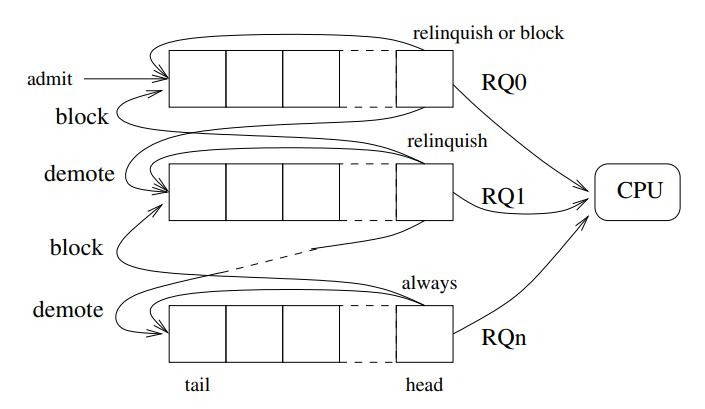 relinquish or block
admit
RQ0
block
relinquish
demote
RQ1
CPU
block
always
demote
RQn
tail
head